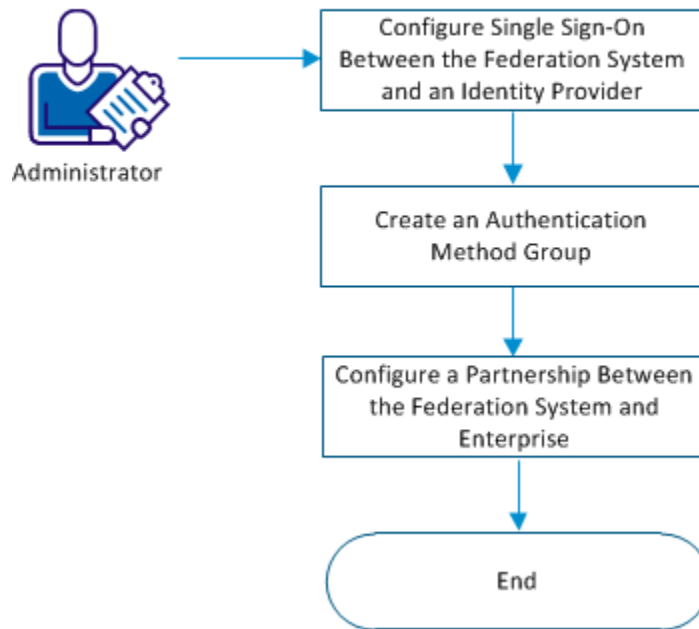 Configure Single Sign-On
Between the Federation System
and an Identity Provider
Administrator
Create an Authentication
Method Group
Configure a Partnership Between
the Federation System and
Enterprise
End